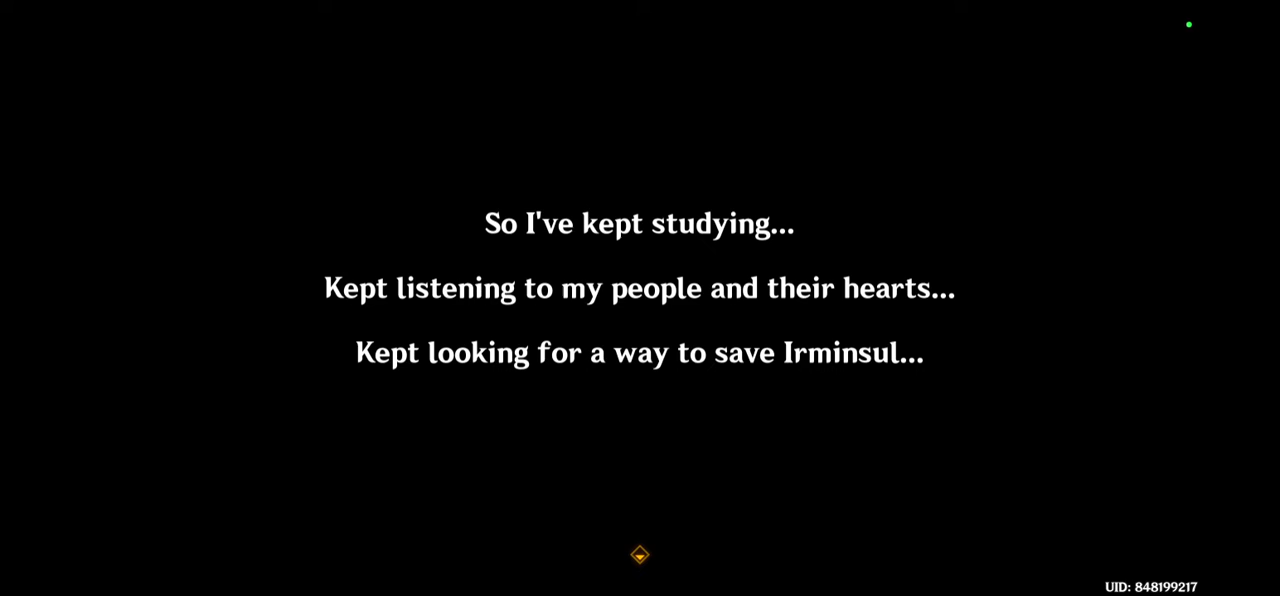 So I've kept studying...
Kept listening to my people and their hearts...
Kept looking for a way to save Irminsul...
UID: 848199217